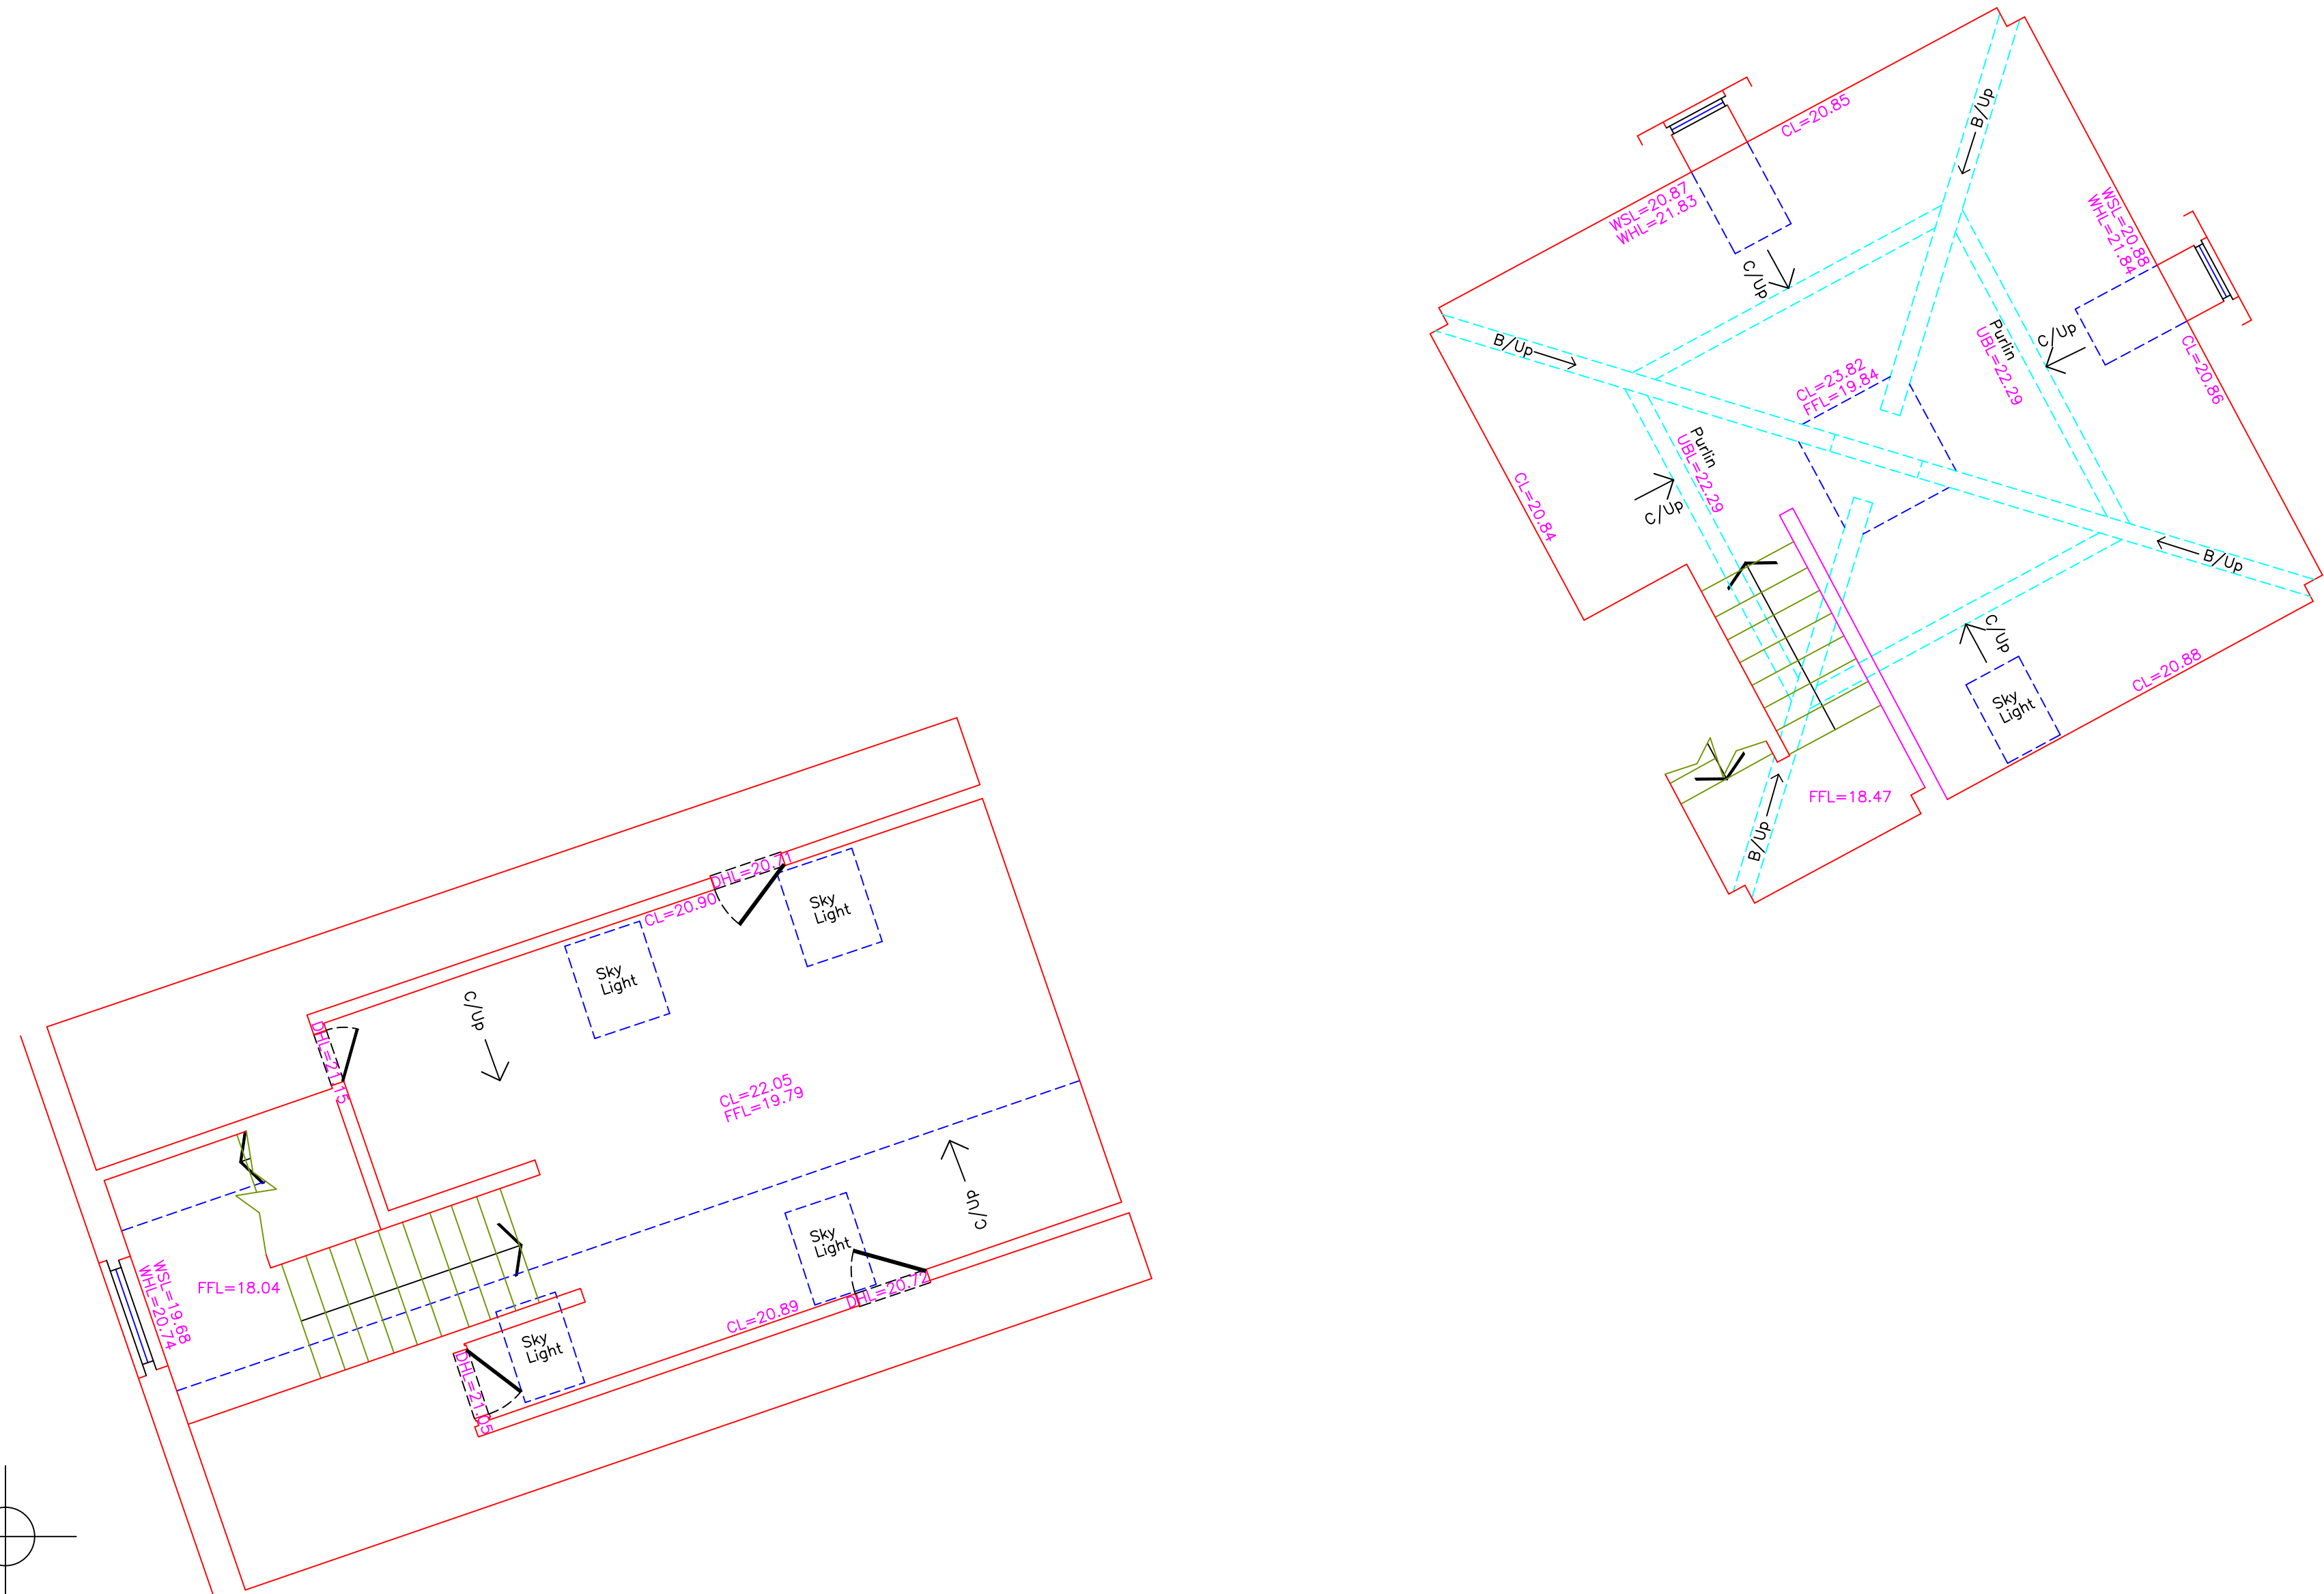 CL=20.85
B/Up
WSL=20.87
WHL=21.83
C/Up
WSL=20.88
WHL=21.84
B/Up
C/Up
Purlin
UBL=22.29
CL=20.86
CL=23.82
FFL=19.84
Purlin
UBL=22.29
CL=20.84
C/Up
B/Up
C/Up
CL=20.88
Sky
Light
FFL=18.47
B/Up
DHL=20.71
CL=20.90
Sky
Light
Sky
Light
C/Up
DHL=21.15
CL=22.05
FFL=19.79
C/Up
Sky
Light
DHL=20.72
CL=20.89
FFL=18.04
WSL=19.68
WHL=20.74
Sky
Light
DHL=21.05